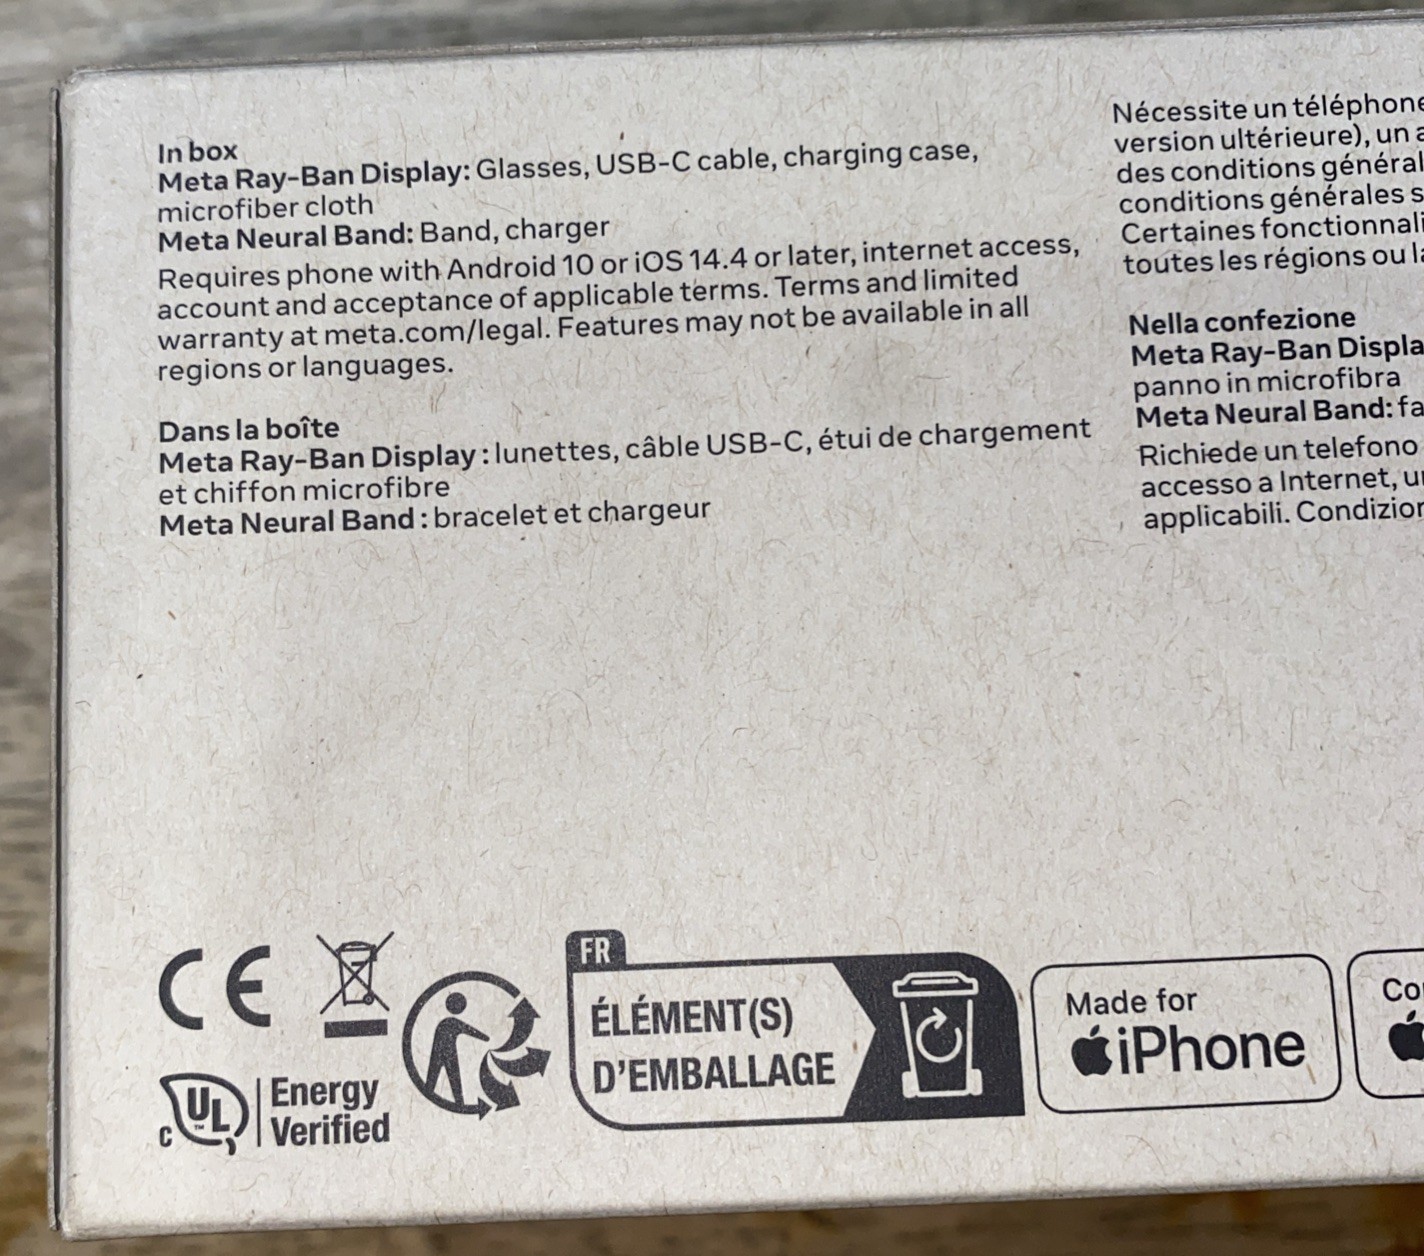 In box
Meta Ray-Ban Display: Glasses, USB-C cable, charging case,
microfiber cloth
Meta Neural Band: Band, charger
Requires phone with Android 10 or iOS 14.4 or later, internet access,
account and acceptance of applicable terms. Terms and limited
warranty at meta.com/legal. Features may not be available in all
regions or languages.
Dans la boîte
Meta Ray-Ban Display : lunettes, câble USB-C, étui de chargement
et chiffon microfibre
Meta Neural Band : bracelet et chargeur
Nécessite un téléphone
version ultérieure), un a
des conditions général
conditions générales s
Certaines fonctionnali
toutes les régions ou la
Nella confezione
Meta Ray-Ban Displa
panno in microfibra
Meta Neural Band: fa
Richiede un telefono
accesso a Internet, u
applicabili. Condizion
CE
c UL ™ Energy
Verified
FR
ÉLÉMENT(S)
D'EMBALLAGE
Made for
iPhone
Co